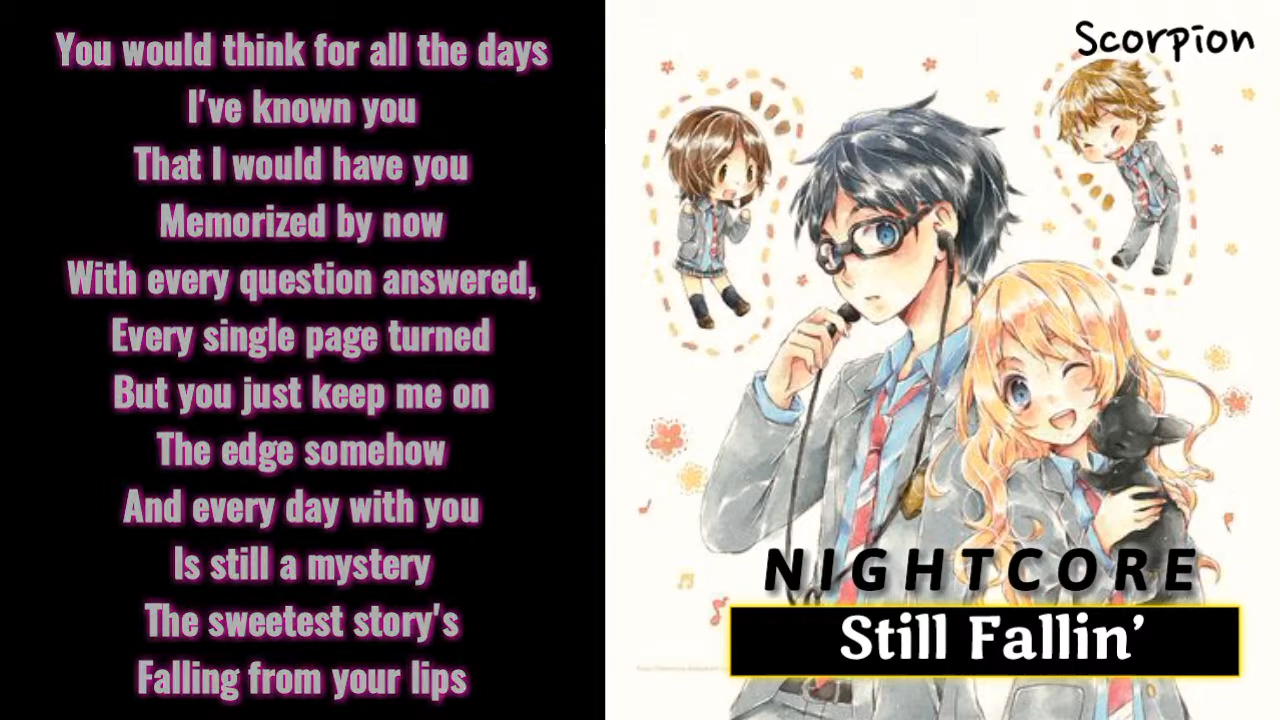 You would think for all the days
I've known you
That I would have you
Memorized by now
With every question answered,
Every single page turned
But you just keep me on
The edge somehow
And every day with you
Is still a mystery
The sweetest story's
Falling from your lips
Scorpion
NIGHTCORE
Still Fallin’